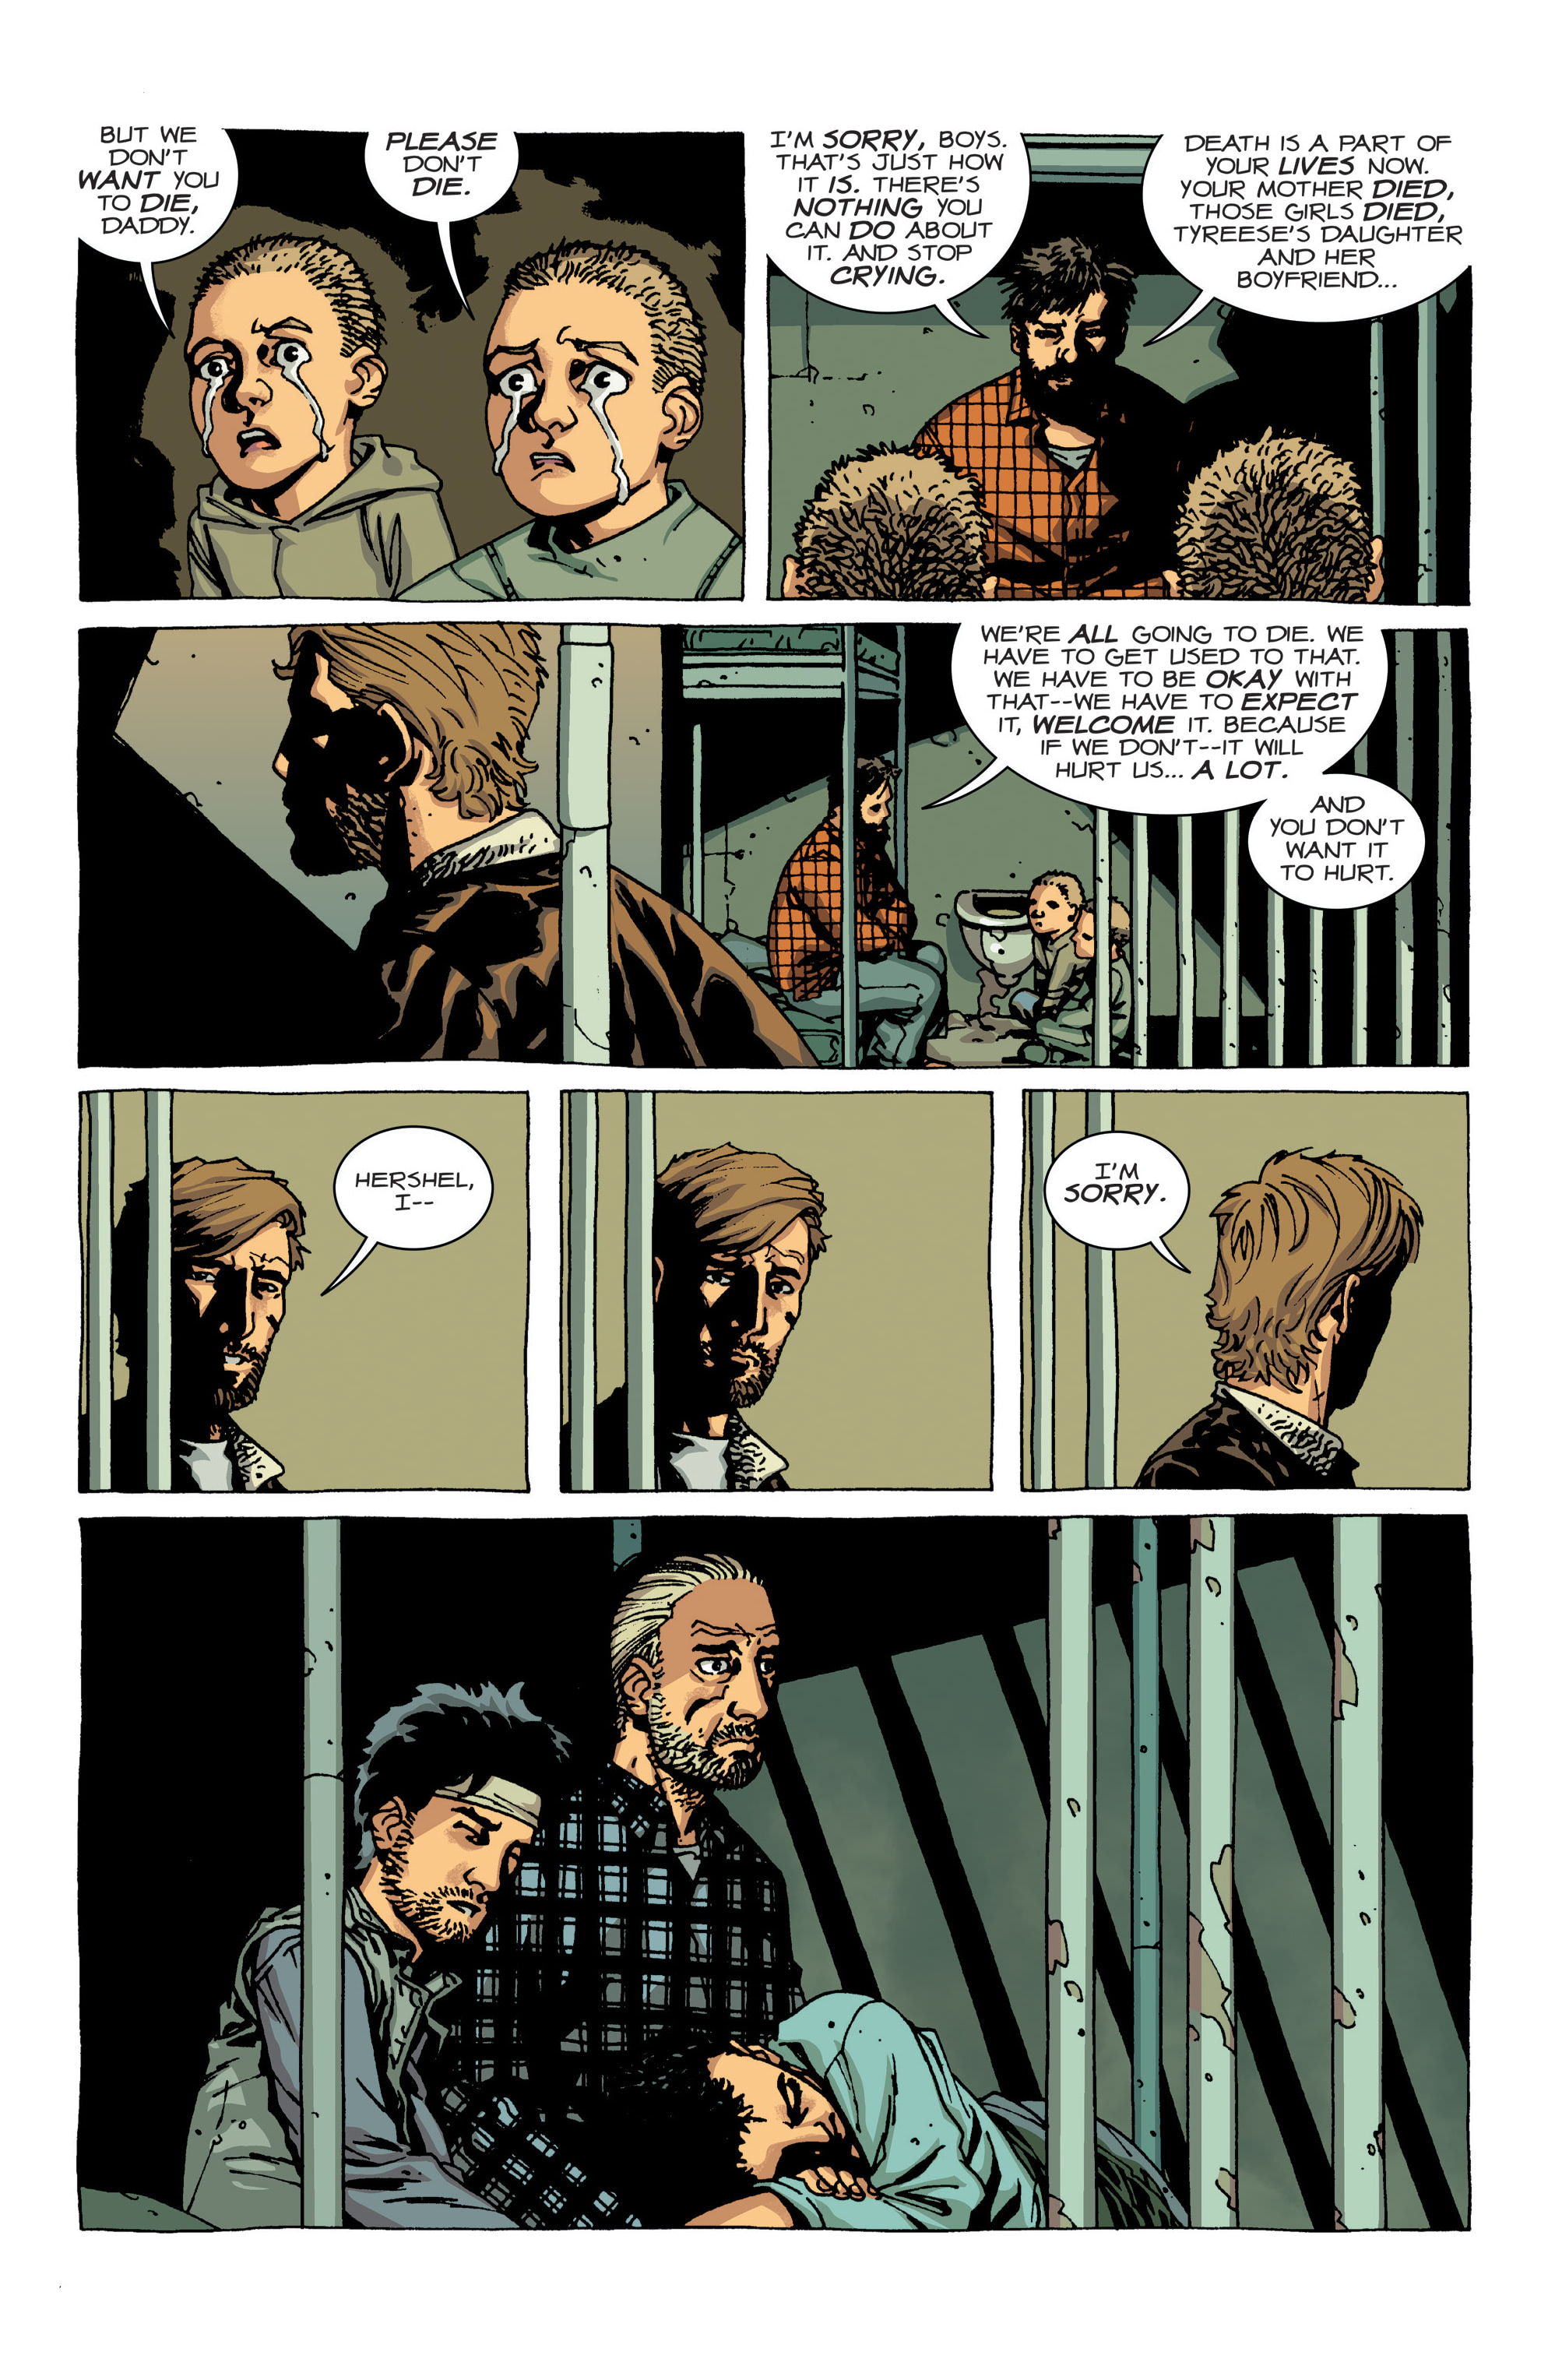 BUT WE
DON'T
WANT YOU
TO DIE,
DADDY.
PLEASE
DON'T
DIE.
I'M SORRY, BOYS.
THAT'S JUST HOW
IT IS. THERE'S
NOTHING YOU
CAN DO ABOUT
IT. AND STOP
CRYING.
DEATH IS A PART OF
YOUR LIVES NOW.
YOUR MOTHER DIED,
THOSE GIRLS DIED,
TYREESE'S DAUGHTER
AND HER
BOYFRIEND...
WE'RE ALL GOING TO DIE. WE
HAVE TO GET USED TO THAT.
WE HAVE TO BE OKAY WITH
THAT--WE HAVE TO EXPECT
IT, WELCOME IT. BECAUSE
IF WE DON'T--IT WILL
HURT US... A LOT.
AND
YOU DON'T
WANT IT
TO HURT.
HERSHEL,
I--
I'M
SORRY.